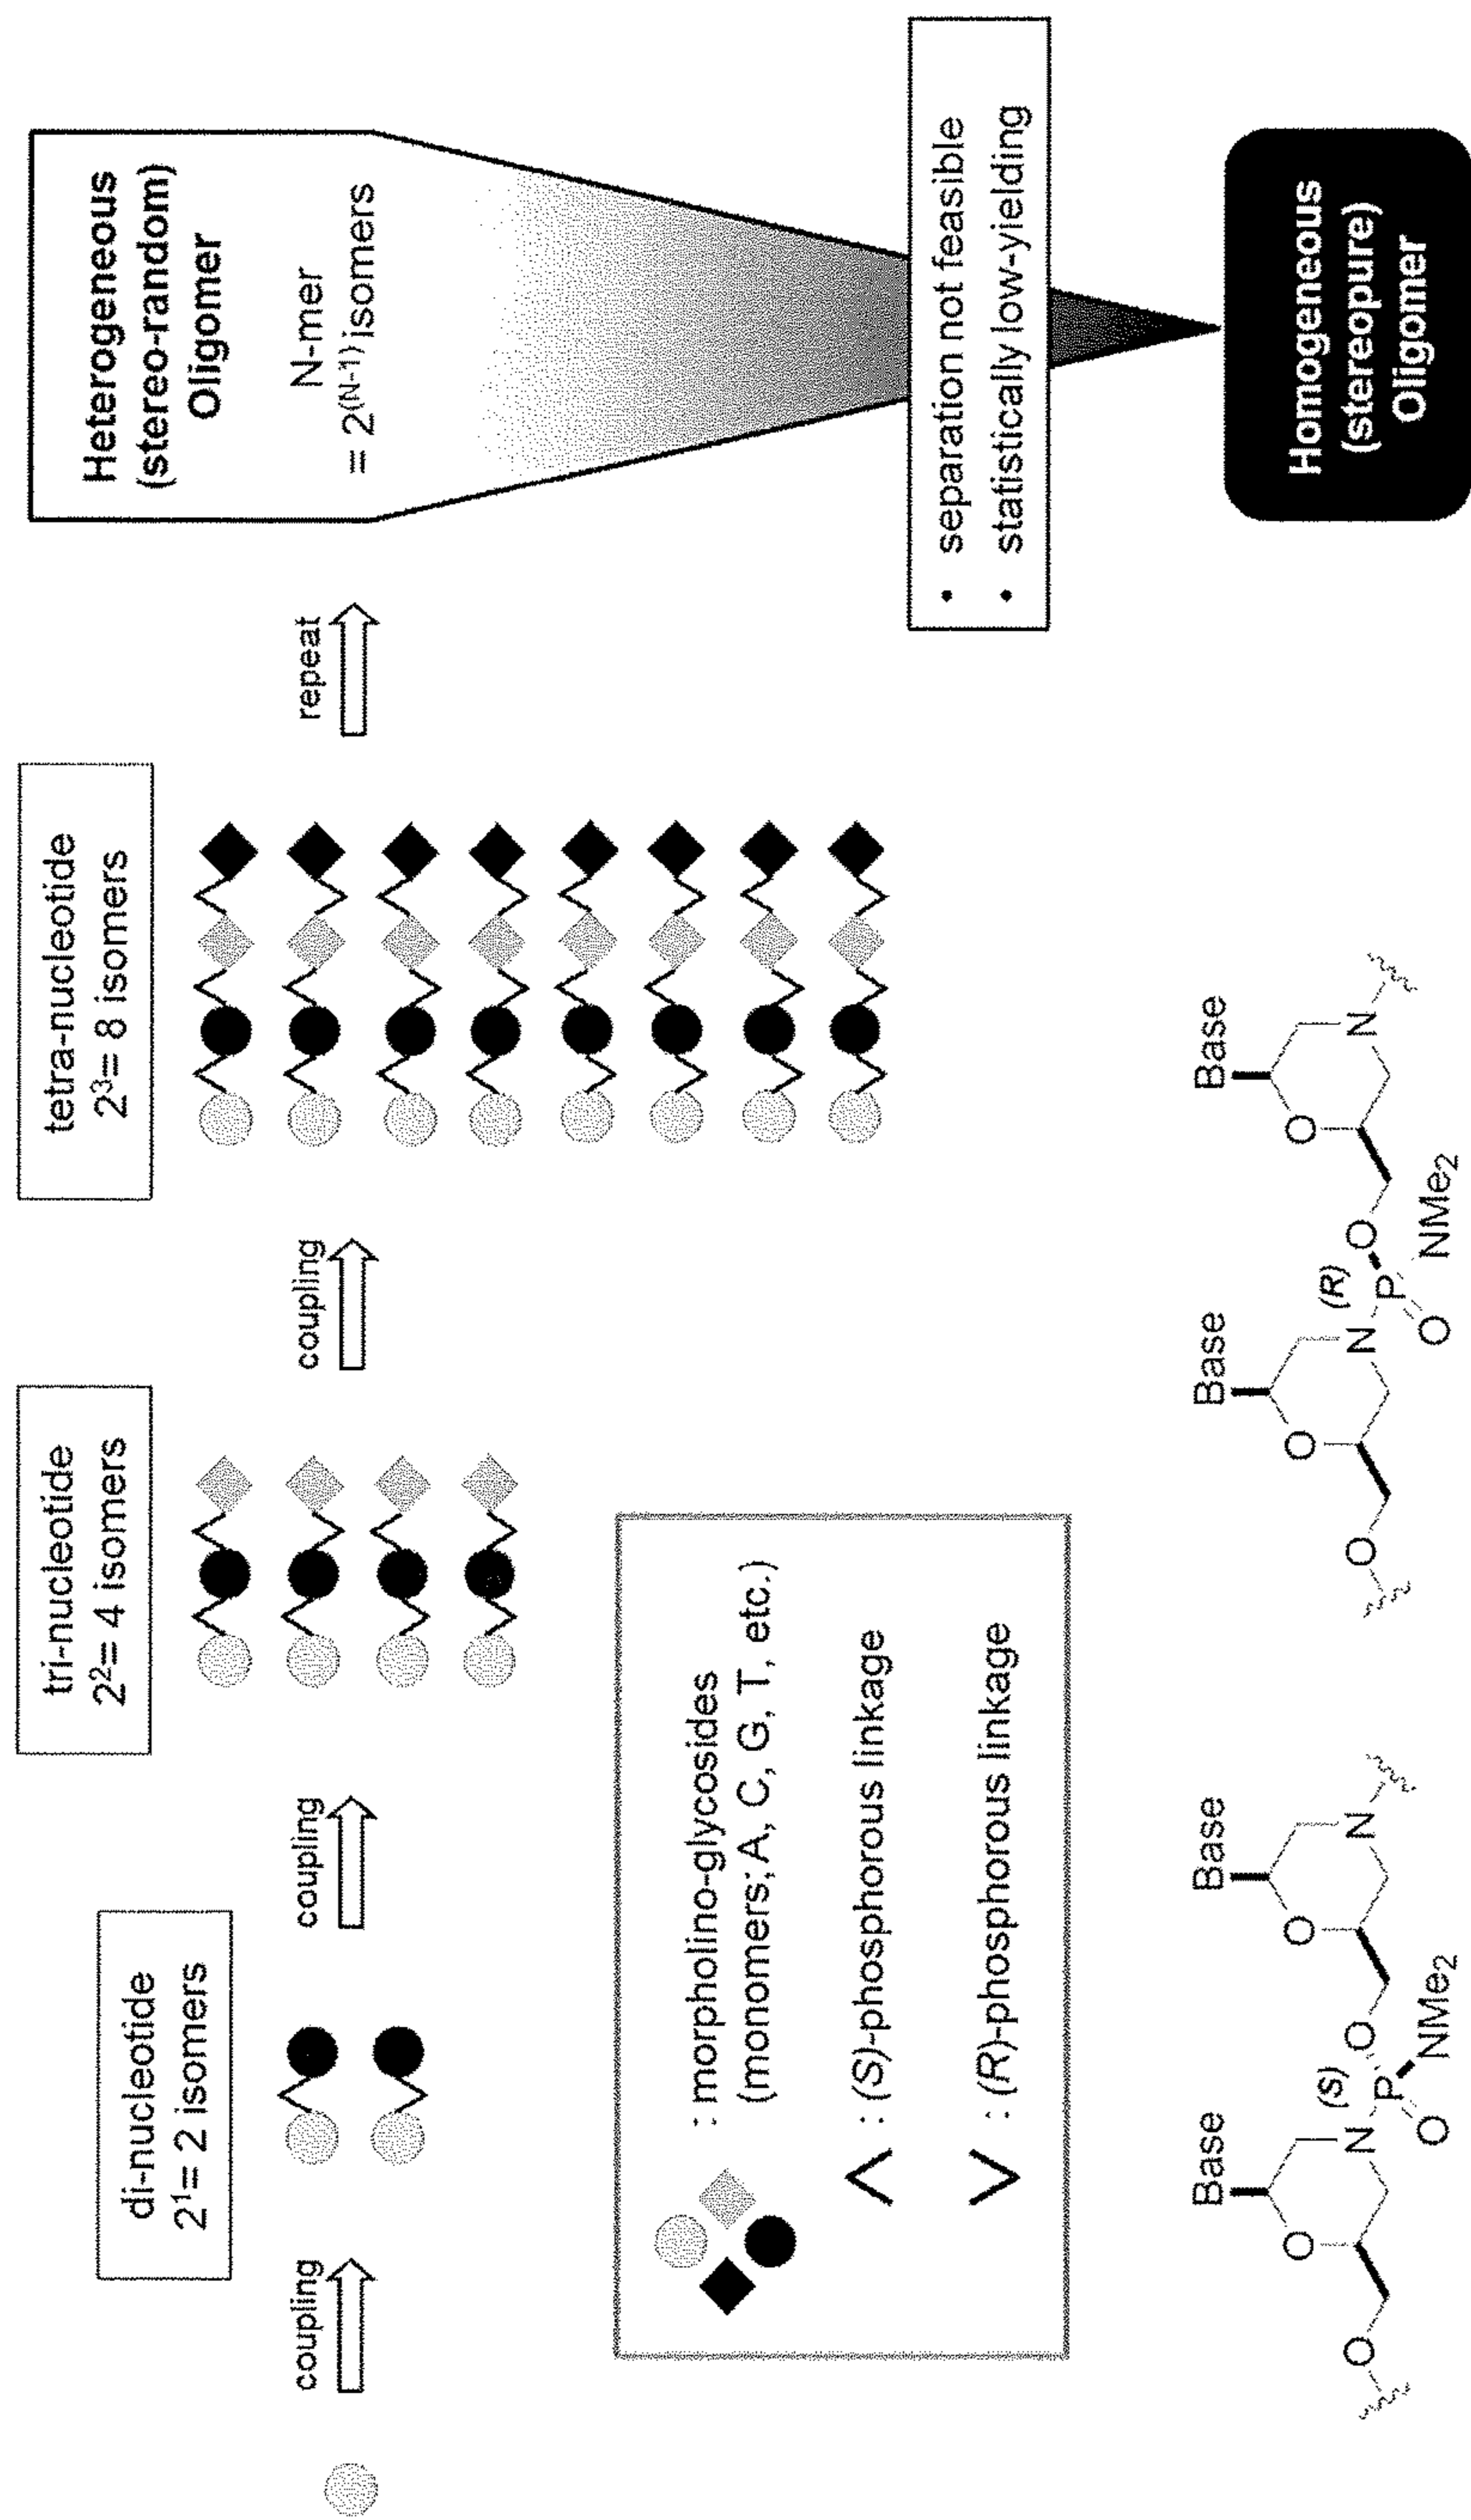 coupling
di-nucleotide
2¹= 2 isomers
coupling
tri-nucleotide
2²= 4 isomers
coupling
tetra-nucleotide
2³= 8 isomers
repeat
Heterogeneous
(stereo-random)
Oligomer
N-mer
= 2⁽ᴺ⁻¹⁾ isomers
• separation not feasible
• statistically low-yielding
Homogeneous
(stereopure)
Oligomer
: morpholino-glycosides
(monomers; A, C, G, T, etc.)
: (S)-phosphorous linkage
: (R)-phosphorous linkage
Base
Base
O
O
N
(S)
N
O
O
P
O
NMe₂
Base
Base
O
O
N
(R)
N
O
O
P
O
NMe₂